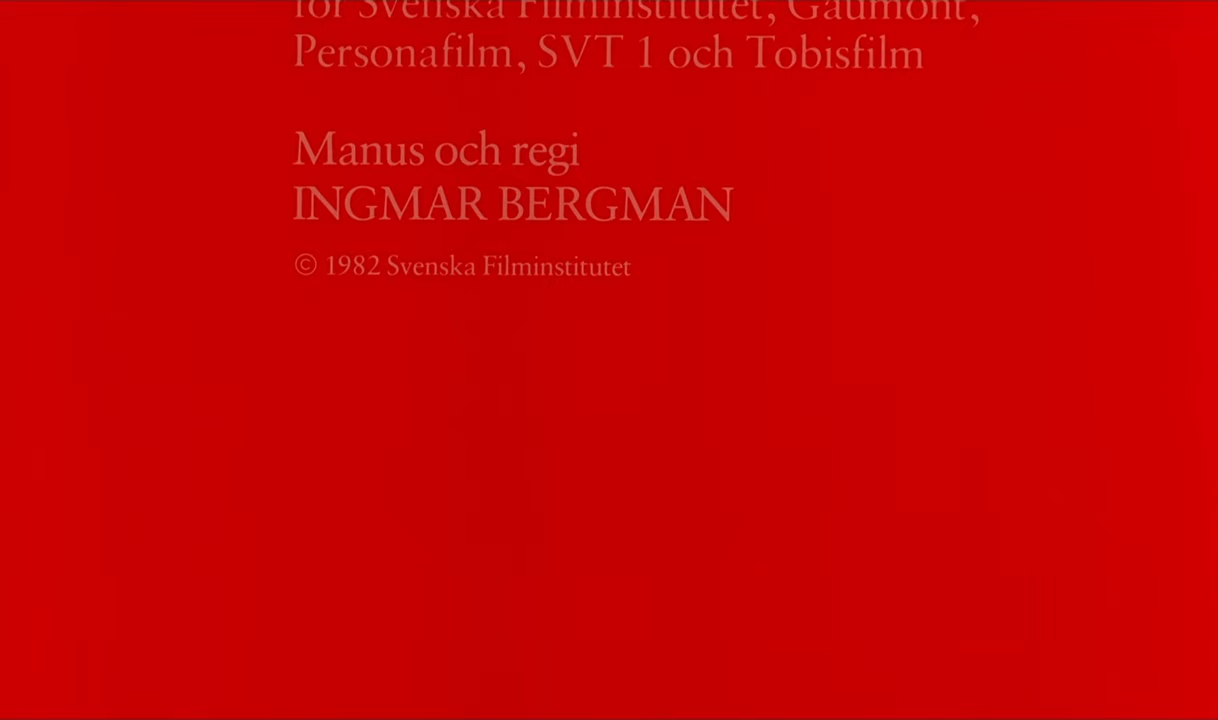 för Svenska Filminstitutet, Gaumont,
Personafilm, SVT 1 och Tobisfilm
Manus och regi
INGMAR BERGMAN
© 1982 Svenska Filminstitutet